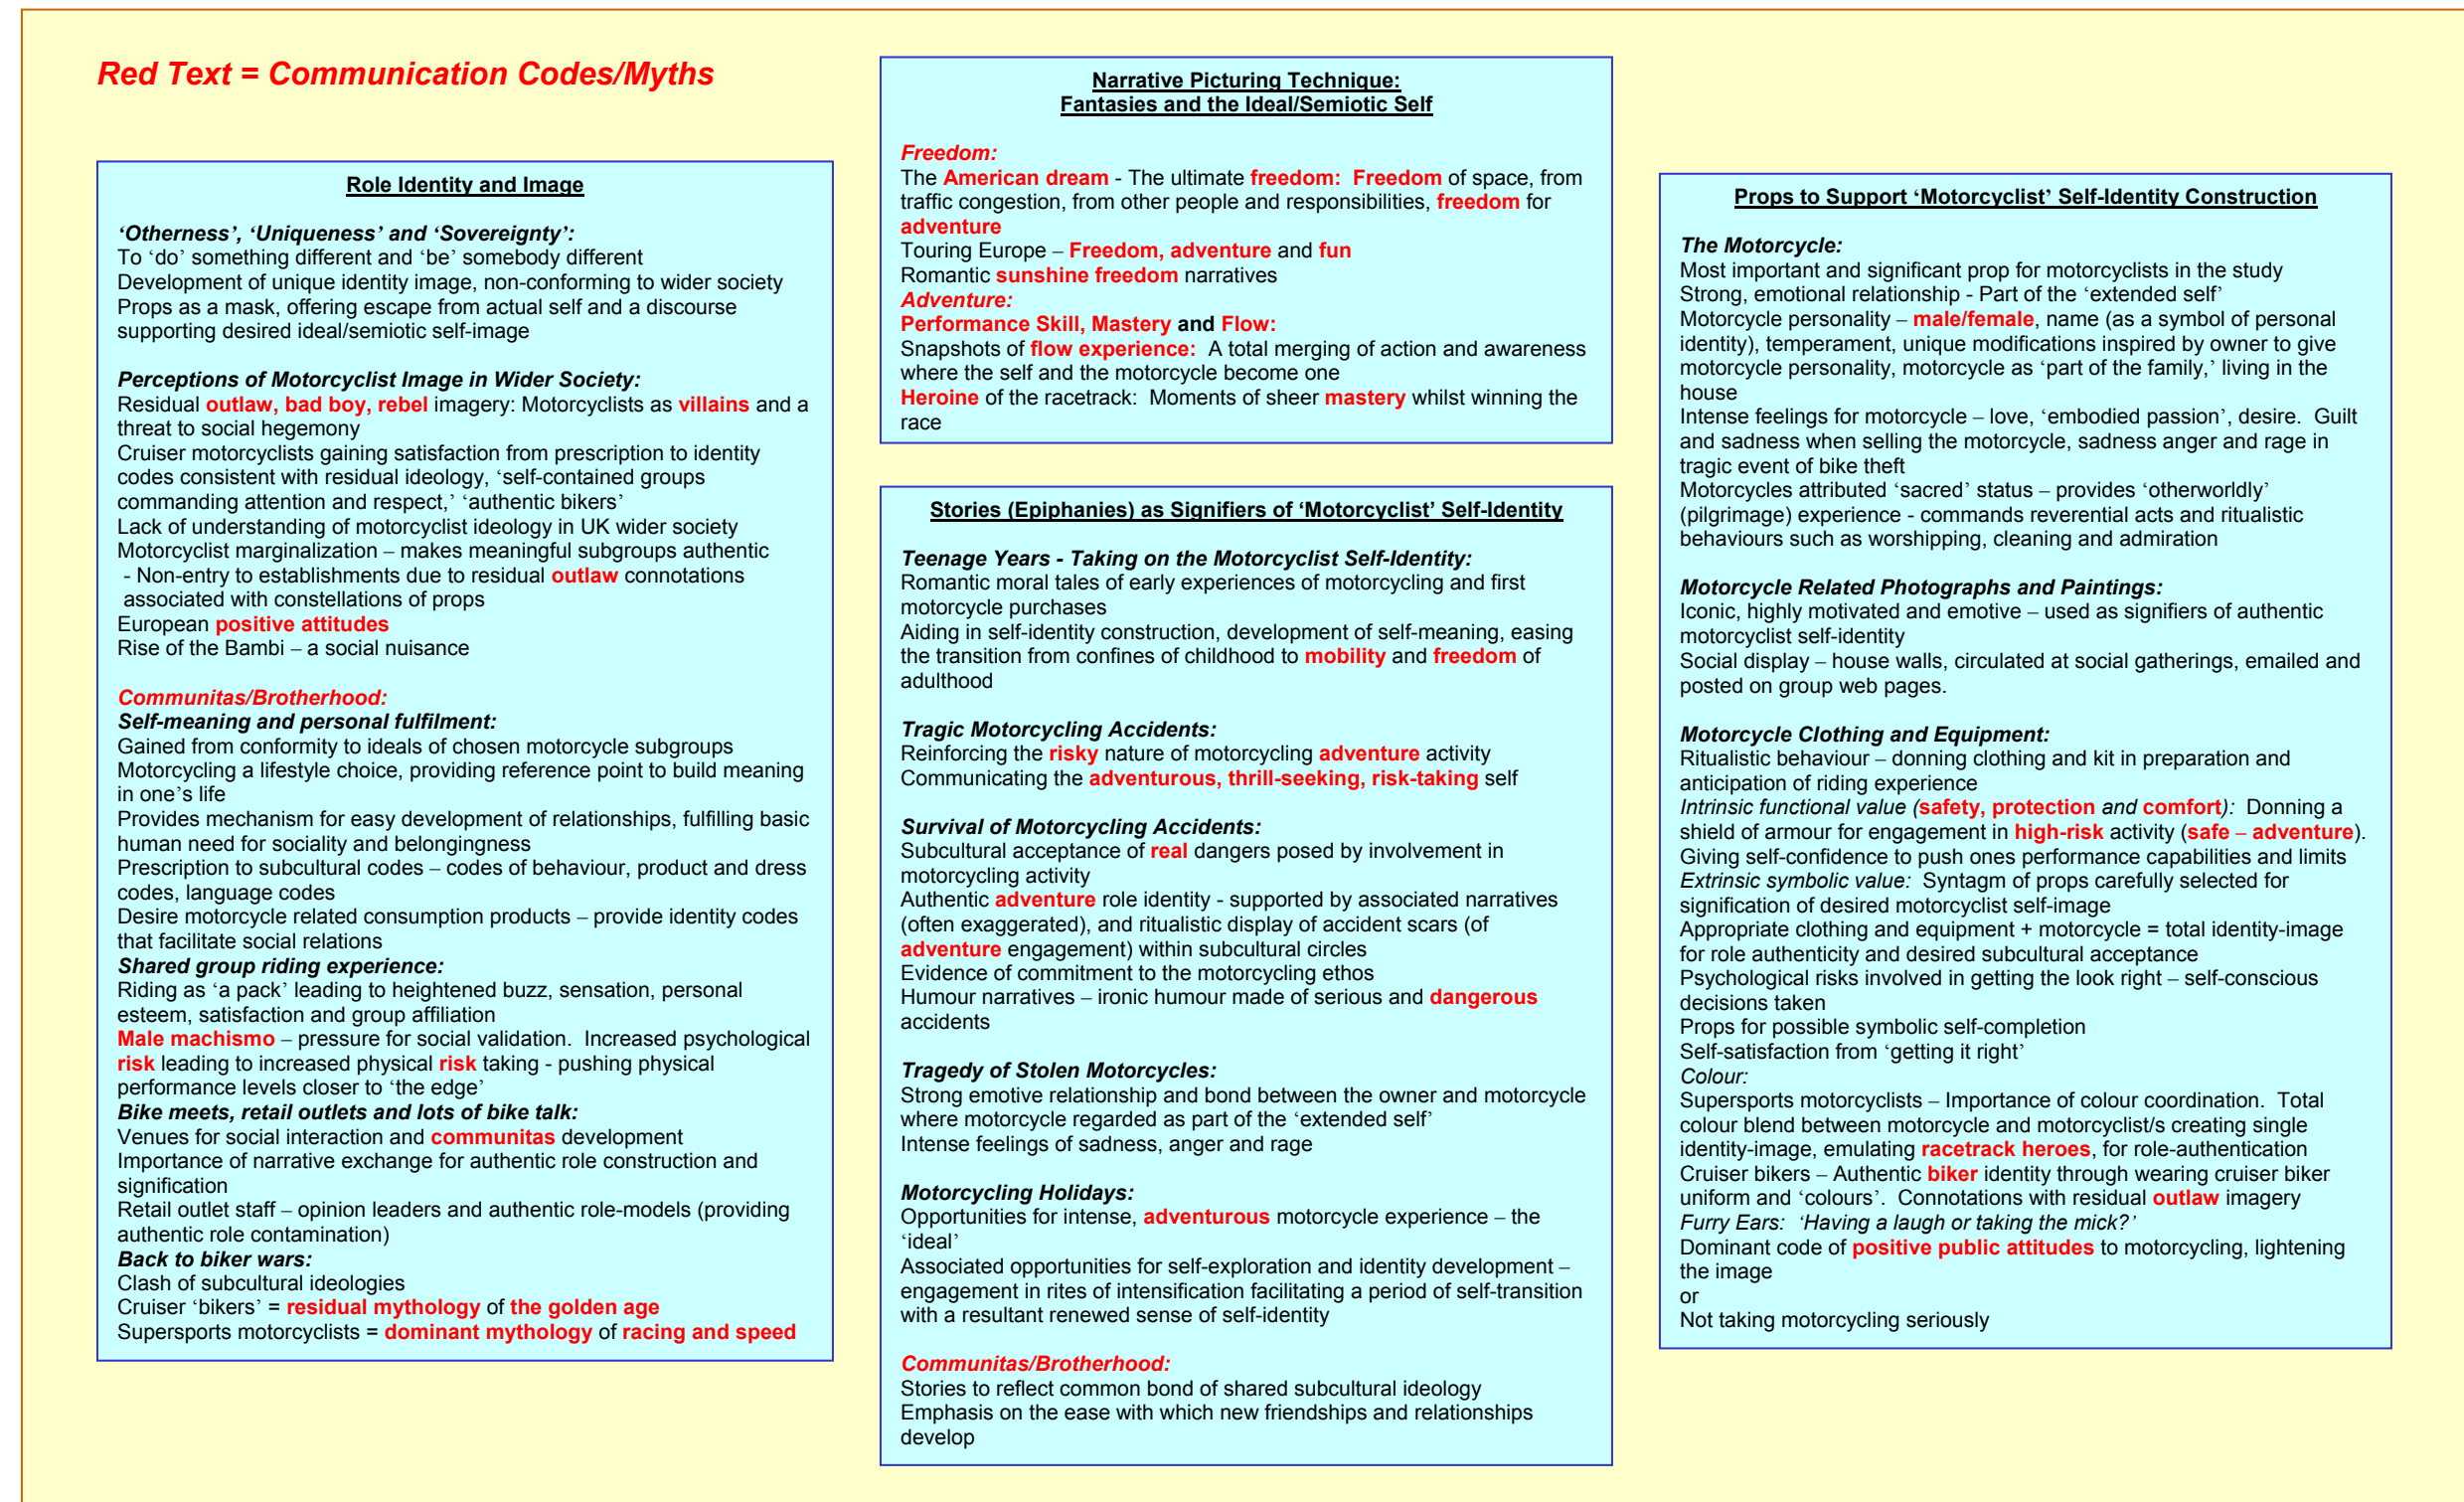 Red Text = Communication Codes/Myths
Role Identity and Image
‘Otherness’, ‘Uniqueness’ and ‘Sovereignty’:
To ‘do’ something different and ‘be’ somebody different
Development of unique identity image, non-conforming to wider society
Props as a mask, offering escape from actual self and a discourse
supporting desired ideal/semiotic self-image
Perceptions of Motorcyclist Image in Wider Society:
Residual outlaw, bad boy, rebel imagery: Motorcyclists as villains and a
threat to social hegemony
Cruiser motorcyclists gaining satisfaction from prescription to identity
codes consistent with residual ideology, ‘self-contained groups
commanding attention and respect,’ ‘authentic bikers’
Lack of understanding of motorcyclist ideology in UK wider society
Motorcyclist marginalization – makes meaningful subgroups authentic
- Non-entry to establishments due to residual outlaw connotations
associated with constellations of props
European positive attitudes
Rise of the Bambi – a social nuisance
Communitas/Brotherhood:
Self-meaning and personal fulfilment:
Gained from conformity to ideals of chosen motorcycle subgroups
Motorcycling a lifestyle choice, providing reference point to build meaning
in one’s life
Provides mechanism for easy development of relationships, fulfilling basic
human need for sociality and belongingness
Prescription to subcultural codes – codes of behaviour, product and dress
codes, language codes
Desire motorcycle related consumption products – provide identity codes
that facilitate social relations
Shared group riding experience:
Riding as ‘a pack’ leading to heightened buzz, sensation, personal
esteem, satisfaction and group affiliation
Male machismo – pressure for social validation. Increased psychological
risk leading to increased physical risk taking - pushing physical
performance levels closer to ‘the edge’
Bike meets, retail outlets and lots of bike talk:
Venues for social interaction and communitas development
Importance of narrative exchange for authentic role construction and
signification
Retail outlet staff – opinion leaders and authentic role-models (providing
authentic role contamination)
Back to biker wars:
Clash of subcultural ideologies
Cruiser ‘bikers’ = residual mythology of the golden age
Supersports motorcyclists = dominant mythology of racing and speed
Narrative Picturing Technique:
Fantasies and the Ideal/Semiotic Self
Freedom:
The American dream - The ultimate freedom: Freedom of space, from
traffic congestion, from other people and responsibilities, freedom for
adventure
Touring Europe – Freedom, adventure and fun
Romantic sunshine freedom narratives
Adventure:
Performance Skill, Mastery and Flow:
Snapshots of flow experience: A total merging of action and awareness
where the self and the motorcycle become one
Heroine of the racetrack: Moments of sheer mastery whilst winning the
race
Stories (Epiphanies) as Signifiers of ‘Motorcyclist’ Self-Identity
Teenage Years - Taking on the Motorcyclist Self-Identity:
Romantic moral tales of early experiences of motorcycling and first
motorcycle purchases
Aiding in self-identity construction, development of self-meaning, easing
the transition from confines of childhood to mobility and freedom of
adulthood
Tragic Motorcycling Accidents:
Reinforcing the risky nature of motorcycling adventure activity
Communicating the adventurous, thrill-seeking, risk-taking self
Survival of Motorcycling Accidents:
Subcultural acceptance of real dangers posed by involvement in
motorcycling activity
Authentic adventure role identity - supported by associated narratives
(often exaggerated), and ritualistic display of accident scars (of
adventure engagement) within subcultural circles
Evidence of commitment to the motorcycling ethos
Humour narratives – ironic humour made of serious and dangerous
accidents
Tragedy of Stolen Motorcycles:
Strong emotive relationship and bond between the owner and motorcycle
where motorcycle regarded as part of the ‘extended self’
Intense feelings of sadness, anger and rage
Motorcycling Holidays:
Opportunities for intense, adventurous motorcycle experience – the
‘ideal’
Associated opportunities for self-exploration and identity development –
engagement in rites of intensification facilitating a period of self-transition
with a resultant renewed sense of self-identity
Communitas/Brotherhood:
Stories to reflect common bond of shared subcultural ideology
Emphasis on the ease with which new friendships and relationships
develop
Props to Support ‘Motorcyclist’ Self-Identity Construction
The Motorcycle:
Most important and significant prop for motorcyclists in the study
Strong, emotional relationship - Part of the ‘extended self’
Motorcycle personality – male/female, name (as a symbol of personal
identity), temperament, unique modifications inspired by owner to give
motorcycle personality, motorcycle as ‘part of the family,’ living in the
house
Intense feelings for motorcycle – love, ‘embodied passion’, desire. Guilt
and sadness when selling the motorcycle, sadness anger and rage in
tragic event of bike theft
Motorcycles attributed ‘sacred’ status – provides ‘otherworldly’
(pilgrimage) experience - commands reverential acts and ritualistic
behaviours such as worshipping, cleaning and admiration
Motorcycle Related Photographs and Paintings:
Iconic, highly motivated and emotive – used as signifiers of authentic
motorcyclist self-identity
Social display – house walls, circulated at social gatherings, emailed and
posted on group web pages.
Motorcycle Clothing and Equipment:
Ritualistic behaviour – donning clothing and kit in preparation and
anticipation of riding experience
Intrinsic functional value (safety, protection and comfort): Donning a
shield of armour for engagement in high-risk activity (safe – adventure).
Giving self-confidence to push ones performance capabilities and limits
Extrinsic symbolic value: Syntagm of props carefully selected for
signification of desired motorcyclist self-image
Appropriate clothing and equipment + motorcycle = total identity-image
for role authenticity and desired subcultural acceptance
Psychological risks involved in getting the look right – self-conscious
decisions taken
Props for possible symbolic self-completion
Self-satisfaction from ‘getting it right’
Colour:
Supersports motorcyclists – Importance of colour coordination. Total
colour blend between motorcycle and motorcyclist/s creating single
identity-image, emulating racetrack heroes, for role-authentication
Cruiser bikers – Authentic biker identity through wearing cruiser biker
uniform and ‘colours’. Connotations with residual outlaw imagery
Furry Ears: ‘Having a laugh or taking the mick?’
Dominant code of positive public attitudes to motorcycling, lightening
the image
or
Not taking motorcycling seriously